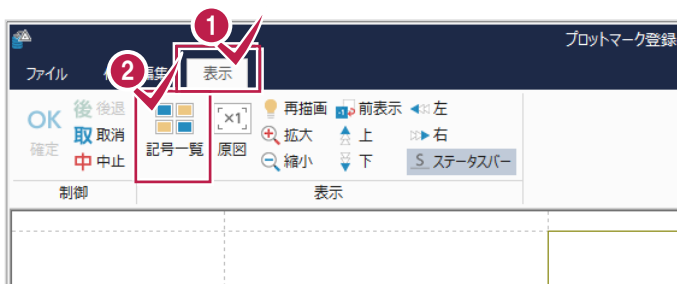 1
プロットマーク登録
2
ファイル 編集 表示
OK 確定
後 後退
取 取消
中 中止
記号一覧
×1 原図
再描画 前表示 左
拡大 上 右
縮小 下 S ステータスバー
制御 表示